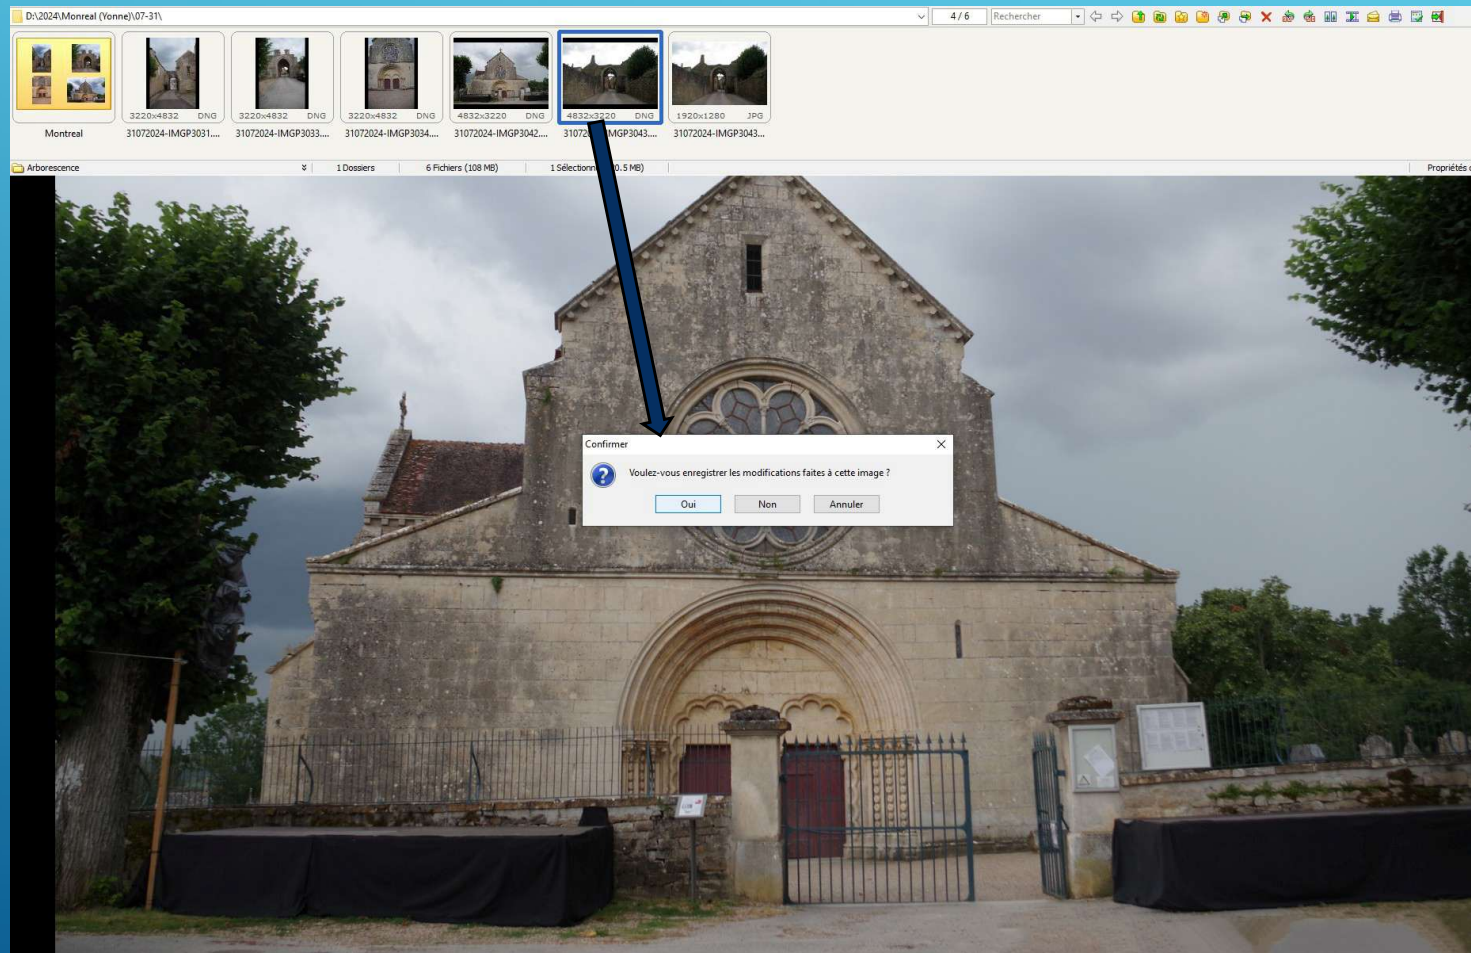 D:\2024\Monreal (Yonne)\07-31\
4 / 6
Rechercher
3220x4832 DNG
3220x4832 DNG
3220x4832 DNG
4832x3220 DNG
4832x3220 DNG
1920x1280 JPG
Montreal
31072024-IMGP3031....
31072024-IMGP3033....
31072024-IMGP3034....
31072024-IMGP3042....
IMGP3043....
31072024-IMGP3043....
Arborescence
1 Dossiers
6 Fichiers (108 MB)
1 Sélectionné
Propriétés
Confirmer
Voulez-vous enregistrer les modifications faites à cette image ?
Oui
Non
Annuler